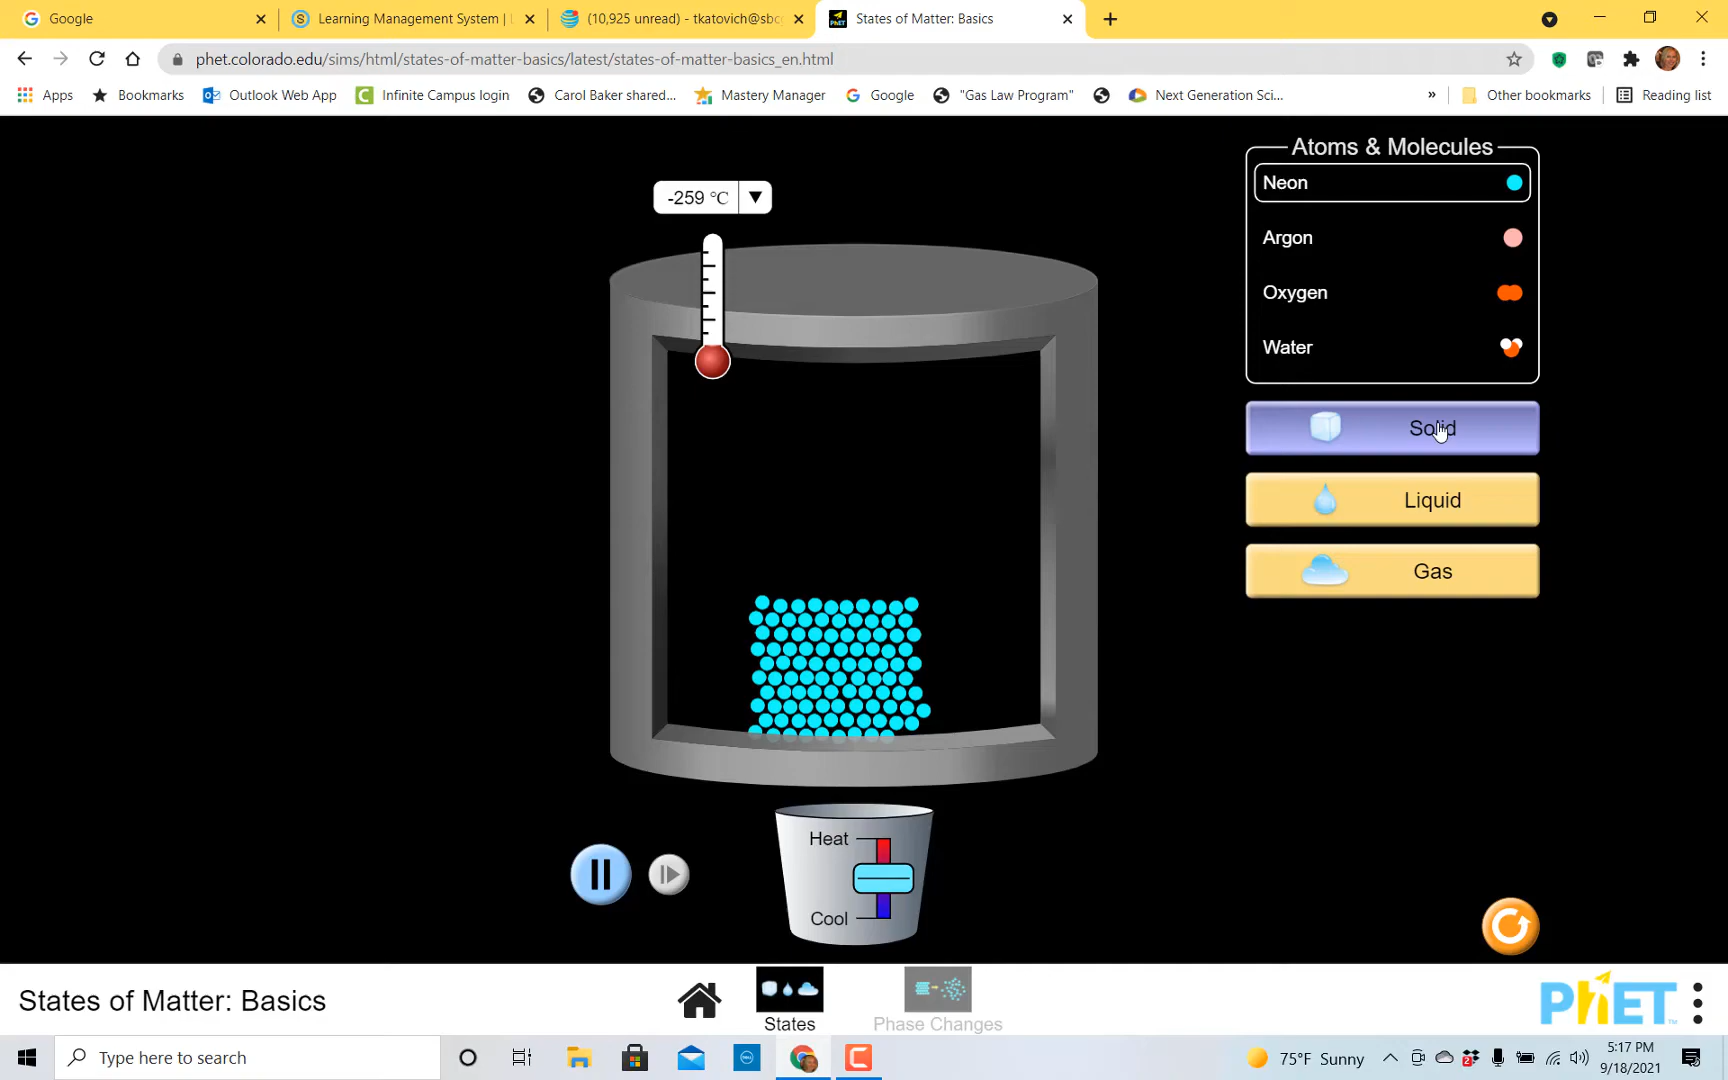 Google
Learning Management System |
(10,925 unread) - tkatovich@sbc
States of Matter: Basics
phet.colorado.edu/sims/html/states-of-matter-basics/latest/states-of-matter-basics_en.html
Apps Bookmarks Outlook Web App Infinite Campus login Carol Baker shared... Mastery Manager Google "Gas Law Program" Next Generation Sci... » Other bookmarks Reading list
Atoms & Molecules
Neon
Argon
Oxygen
Water
-259 °C
Solid
Liquid
Gas
Heat
Cool
States of Matter: Basics
States
Phase Changes
PhET
Type here to search
75°F Sunny
5:17 PM
9/18/2021